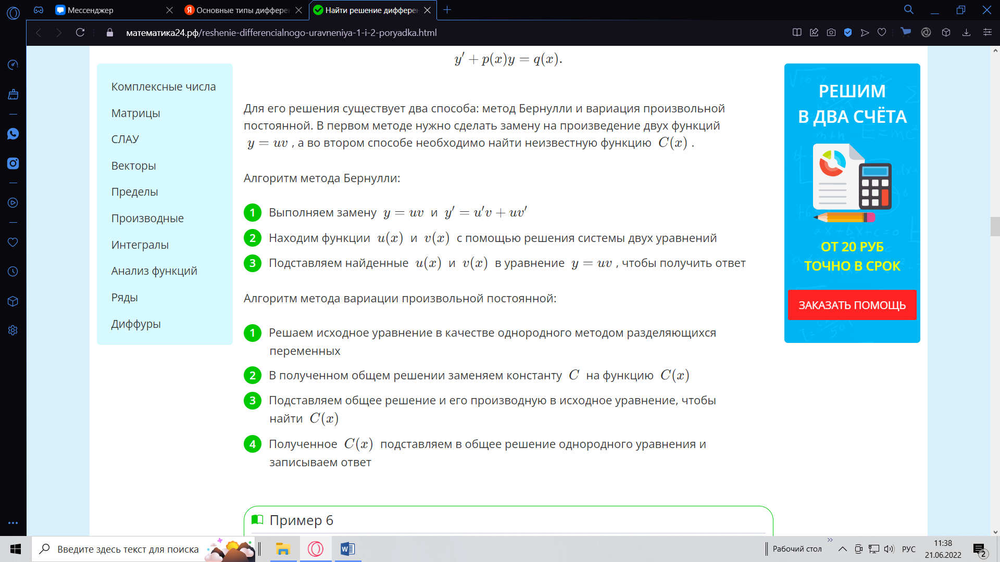 Мессенджер
Основные типы диффере
Найти решение дифферен
математика24.рф/reshenie-differencialnogo-uravneniya-1-i-2-poryadka.html
y′ + p(x)y = q(x).
Комплексные числа
Матрицы
СЛАУ
Векторы
Пределы
Производные
Интегралы
Анализ функций
Ряды
Диффуры
Для его решения существует два способа: метод Бернулли и вариация произвольной
постоянной. В первом методе нужно сделать замену на произведение двух функций
y = uv , а во втором способе необходимо найти неизвестную функцию C(x) .
Алгоритм метода Бернулли:
1 Выполняем замену y = uv и y′ = u′v + uv′
2 Находим функции u(x) и v(x) с помощью решения системы двух уравнений
3 Подставляем найденные u(x) и v(x) в уравнение y = uv , чтобы получить ответ
Алгоритм метода вариации произвольной постоянной:
1 Решаем исходное уравнение в качестве однородного методом разделяющихся
переменных
2 В полученном общем решении заменяем константу C на функцию C(x)
3 Подставляем общее решение и его производную в исходное уравнение, чтобы
найти C(x)
4 Полученное C(x) подставляем в общее решение однородного уравнения и
записываем ответ
Пример 6
РЕШИМ
В ДВА СЧЁТА
ОТ 20 РУБ
ТОЧНО В СРОК
ЗАКАЗАТЬ ПОМОЩЬ
Введите здесь текст для поиска
Рабочий стол
РУС
11:38
21.06.2022
2